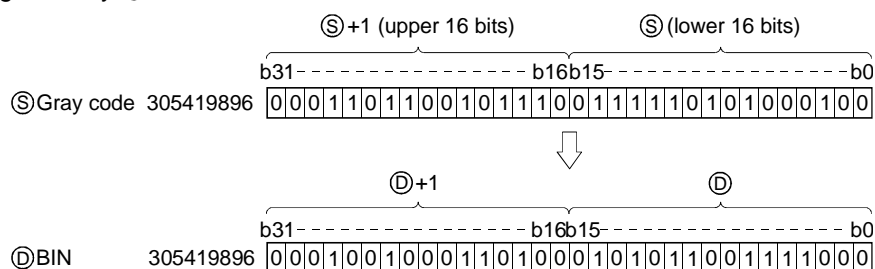 Ⓢ+1 (upper 16 bits) Ⓢ (lower 16 bits)
b31 b16 b15 b0
Ⓢ Gray code 305419896 0 0 0 1 1 0 1 1 0 0 1 0 1 1 1 0 0 1 1 1 1 1 0 1 0 1 0 0 0 1 0 0
Ⓓ+1 Ⓓ
b31 b16 b15 b0
Ⓓ BIN 305419896 0 0 0 1 0 0 1 0 0 0 1 1 0 1 0 0 0 1 0 1 0 1 1 0 0 1 1 1 1 0 0 0